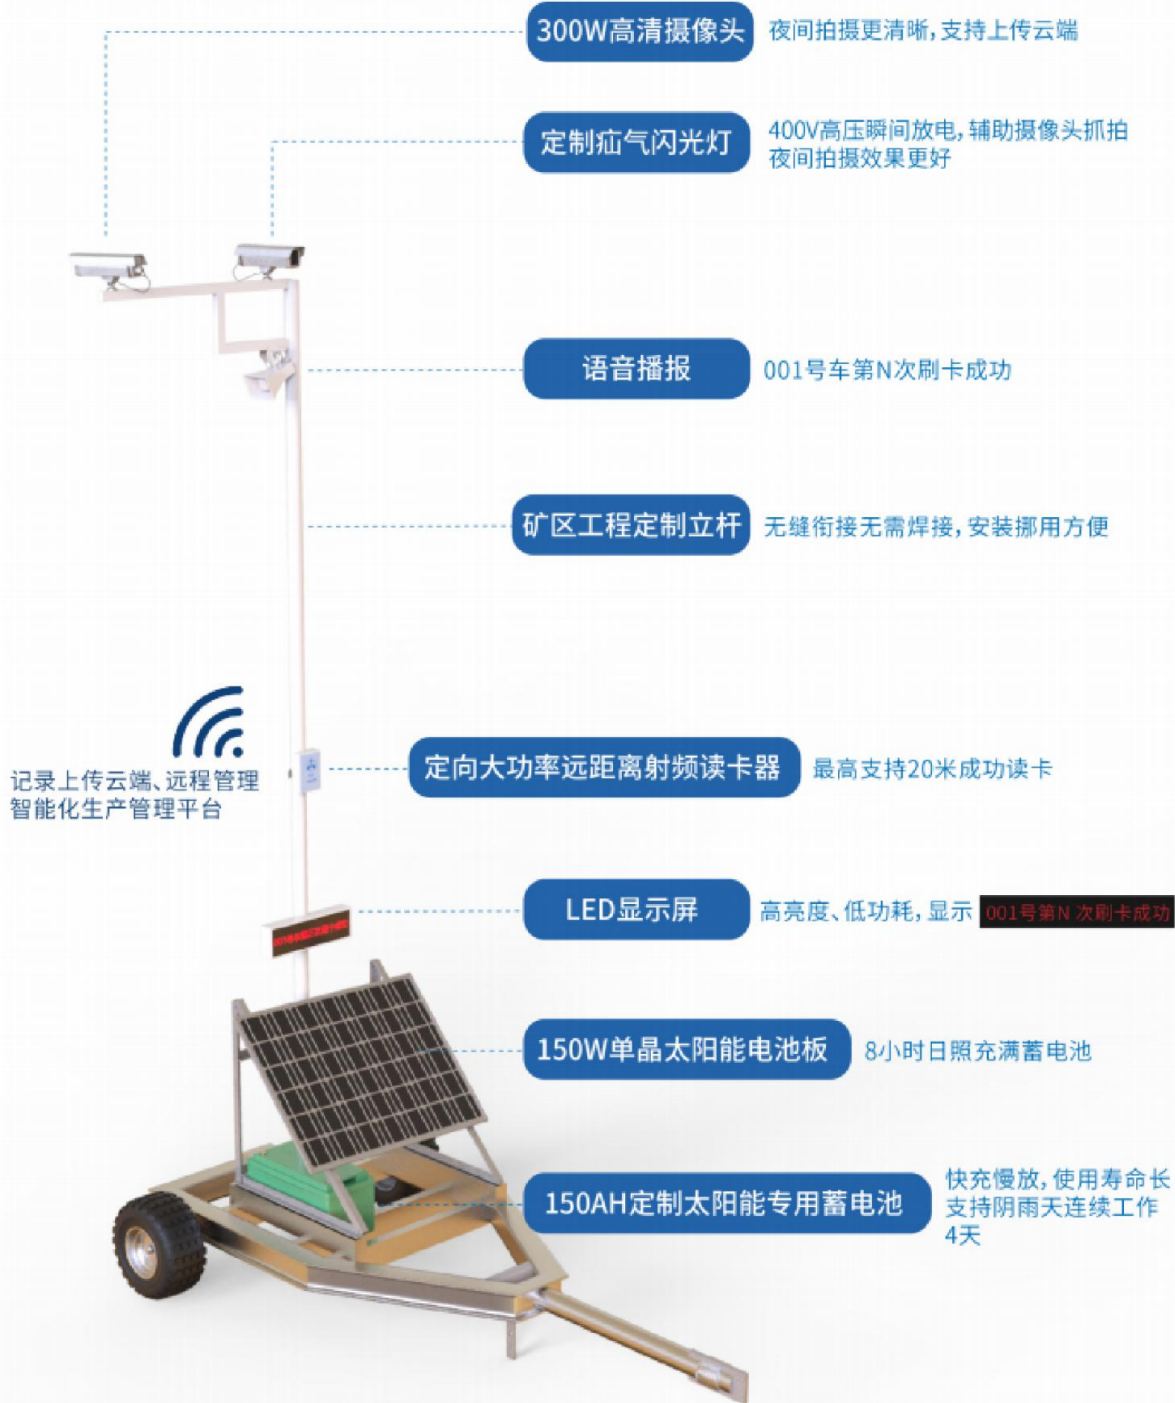 300W高清摄像头
夜间拍摄更清晰,支持上传云端
定制疝气闪光灯
400V高压瞬间放电,辅助摄像头抓拍
夜间拍摄效果更好
语音播报
001号车第N次刷卡成功
矿区工程定制立杆
无缝衔接无需焊接,安装挪用方便
记录上传云端、远程管理
智能化生产管理平台
定向大功率远距离射频读卡器
最高支持20米成功读卡
LED显示屏
高亮度、低功耗,显示
001号第N 次刷卡成功
150W单晶太阳能电池板
8小时日照充满蓄电池
150AH定制太阳能专用蓄电池
快充慢放,使用寿命长
支持阴雨天连续工作
4天